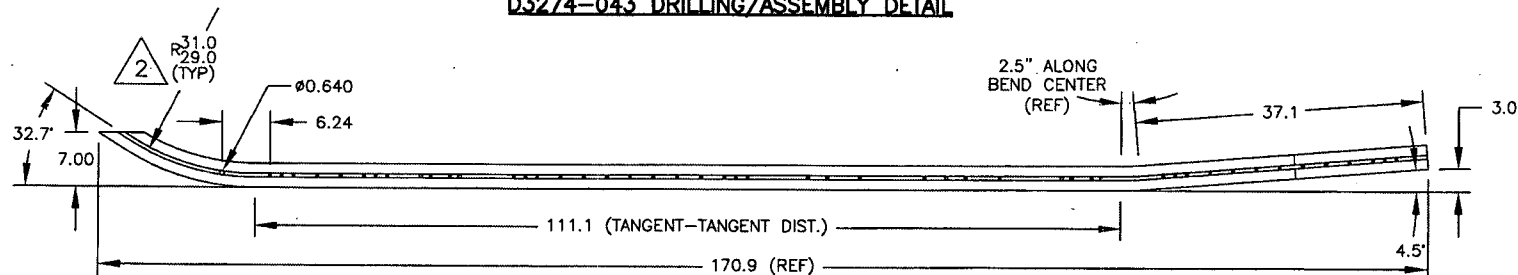 D3274-043 DRILLING/ASSEMBLY DETAIL
2
R31.0
29.0
(TYP)
ø0.640
6.24
2.5" ALONG
BEND CENTER
(REF)
37.1
3.0
32.7°
7.00
111.1 (TANGENT-TANGENT DIST.)
4.5°
170.9 (REF)